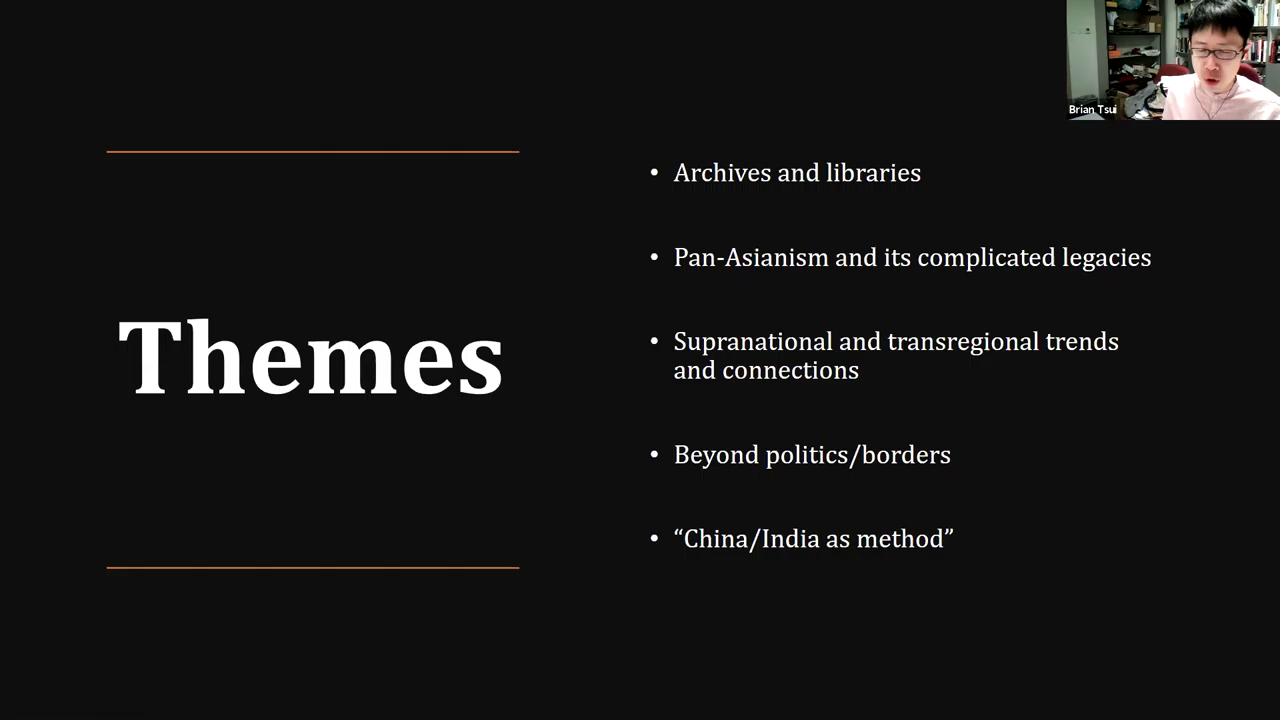 Brian Tsui
Themes
• Archives and libraries
• Pan-Asianism and its complicated legacies
• Supranational and transregional trends
and connections
• Beyond politics/borders
• “China/India as method”